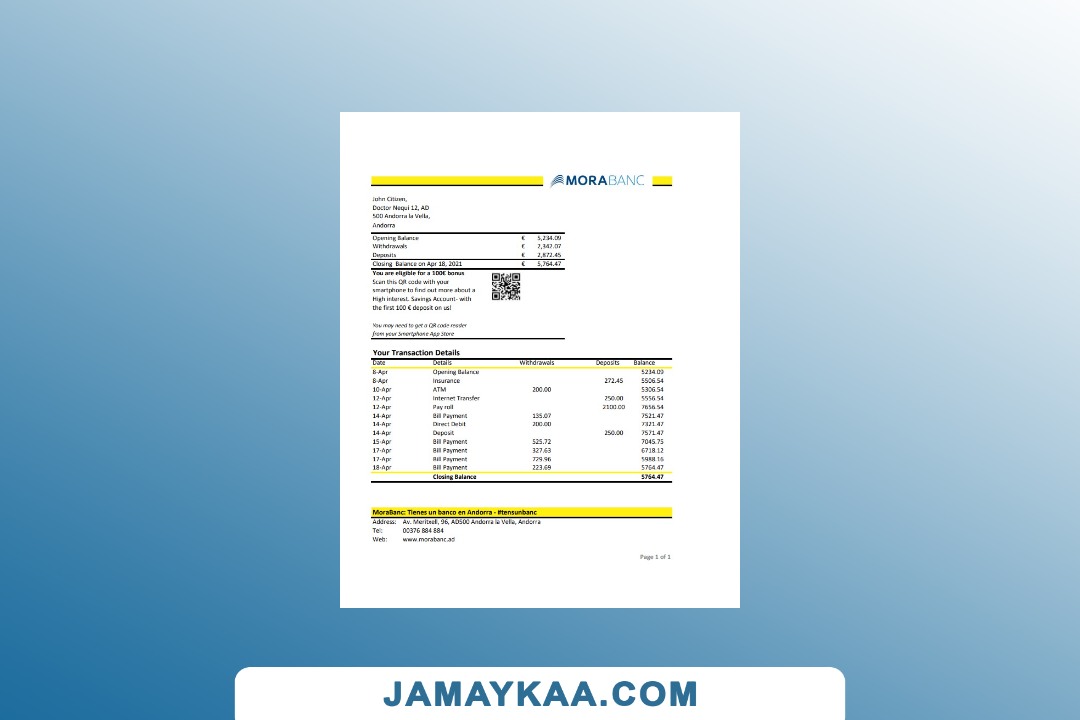 MORABANC
John Citizen,
Doctor Nequi 12, AD
500 Andorra la Vella,
Andorra
Opening Balance € 5,234.09
Withdrawals € 2,342.07
Deposits € 2,872.45
Closing Balance on Apr 18, 2021 € 5,764.47
You are eligible for a 100€ bonus
Scan this QR code with your
smartphone to find out more about a
High interest. Savings Account- with
the first 100 € deposit on us!
You may need to get a QR code reader
from your Smartphone App Store
Your Transaction Details
Date Details Withdrawals Deposits Balance
8-Apr Opening Balance 5234.09
8-Apr Insurance 272.45 5506.54
10-Apr ATM 200.00 5306.54
12-Apr Internet Transfer 250.00 5556.54
12-Apr Pay roll 2100.00 7656.54
14-Apr Bill Payment 135.07 7521.47
14-Apr Direct Debit 200.00 7321.47
14-Apr Deposit 250.00 7571.47
15-Apr Bill Payment 525.72 7045.75
17-Apr Bill Payment 327.63 6718.12
17-Apr Bill Payment 729.96 5988.16
18-Apr Bill Payment 223.69 5764.47
Closing Balance 5764.47
MoraBanc: Tienes un banco en Andorra - #tensunbanc
Address: Av. Meritxell, 96, AD500 Andorra la Vella, Andorra
Tel: 00376 884 884
Web: www.morabanc.ad
Page 1 of 1
JAMAYKAA.COM